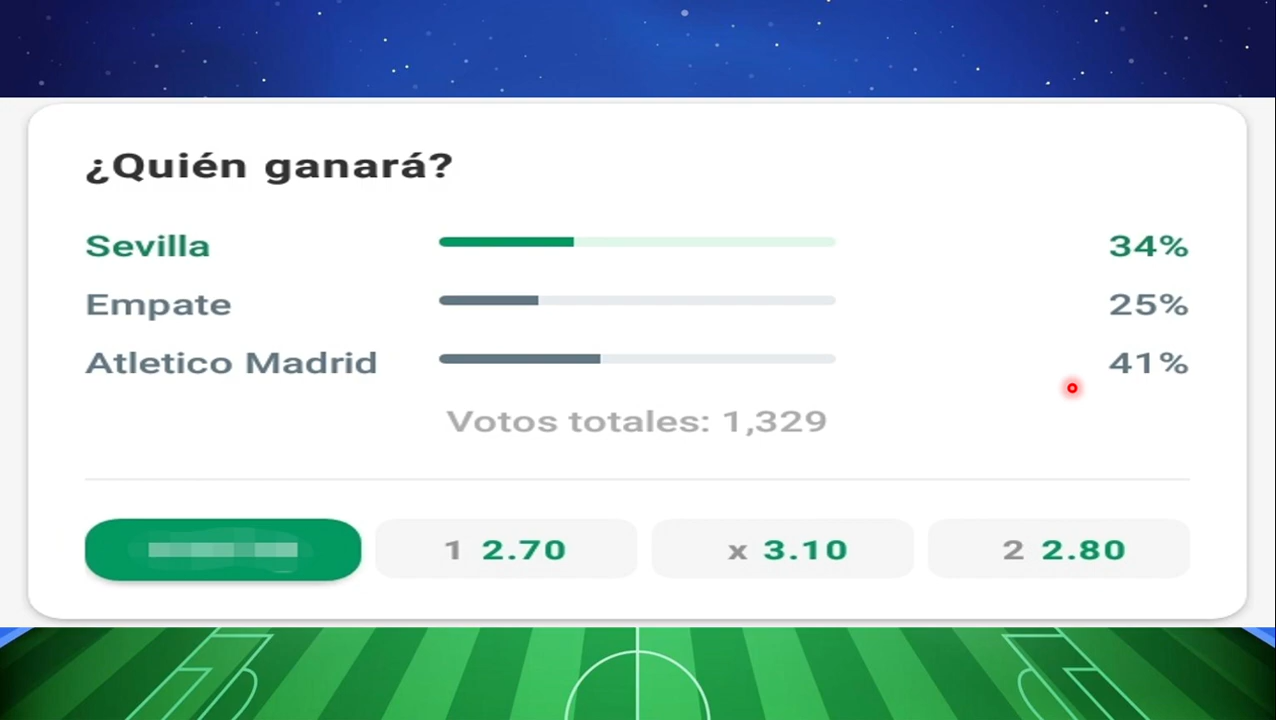 ¿Quién ganará?
Sevilla 34%
Empate 25%
Atletico Madrid 41%
Votos totales: 1,329
1 2.70 x 3.10 2 2.80